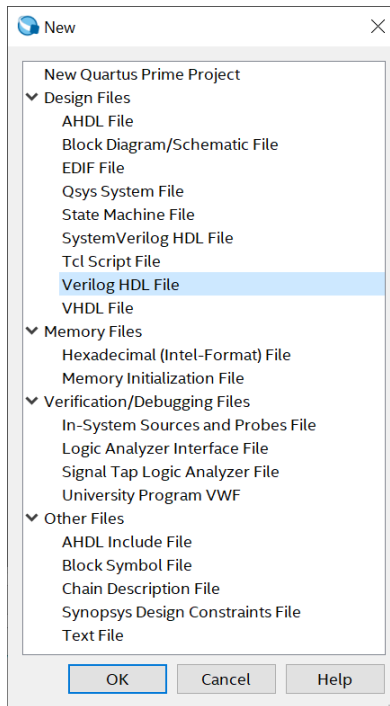 New
New Quartus Prime Project
Design Files
AHDL File
Block Diagram/Schematic File
EDIF File
Qsys System File
State Machine File
SystemVerilog HDL File
Tcl Script File
Verilog HDL File
VHDL File
Memory Files
Hexadecimal (Intel-Format) File
Memory Initialization File
Verification/Debugging Files
In-System Sources and Probes File
Logic Analyzer Interface File
Signal Tap Logic Analyzer File
University Program VWF
Other Files
AHDL Include File
Block Symbol File
Chain Description File
Synopsys Design Constraints File
Text File
OK Cancel Help